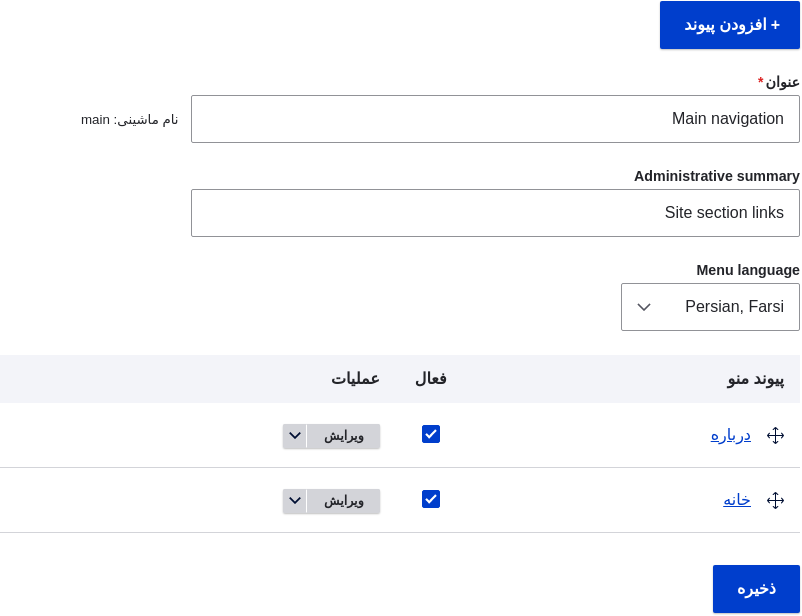 + افزودن پیوند
عنوان *
Main navigation
نام ماشینی: main
Administrative summary
Site section links
Menu language
Persian, Farsi
پیوند منو فعال عملیات
درباره ویرایش
خانه ویرایش
ذخیره